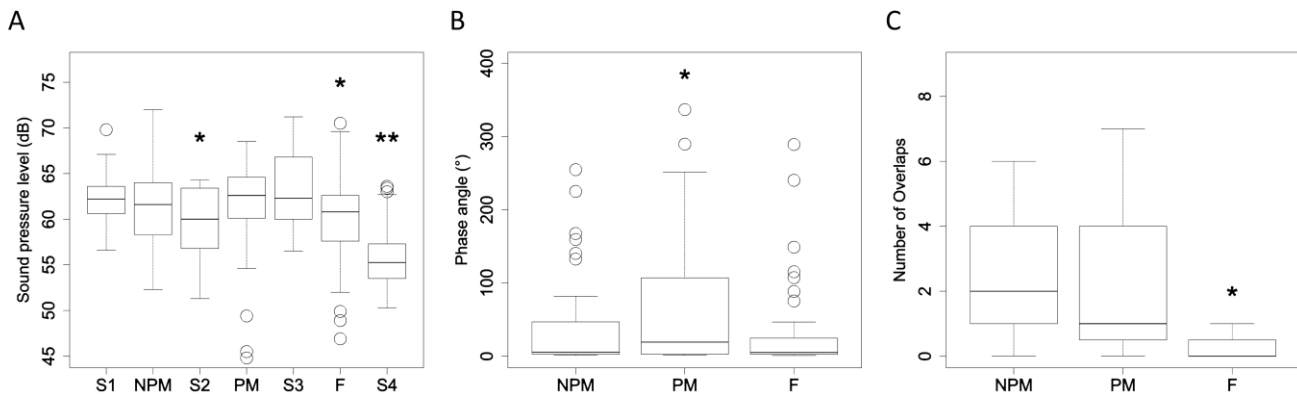 A
Sound pressure level (dB)
75
70
65
60
55
50
45
*
*
**
S1 NPM S2 PM S3 F S4
B
Phase angle (°)
400
300
200
100
0
*
NPM PM F
C
Number of Overlaps
8
6
4
2
0
*
NPM PM F